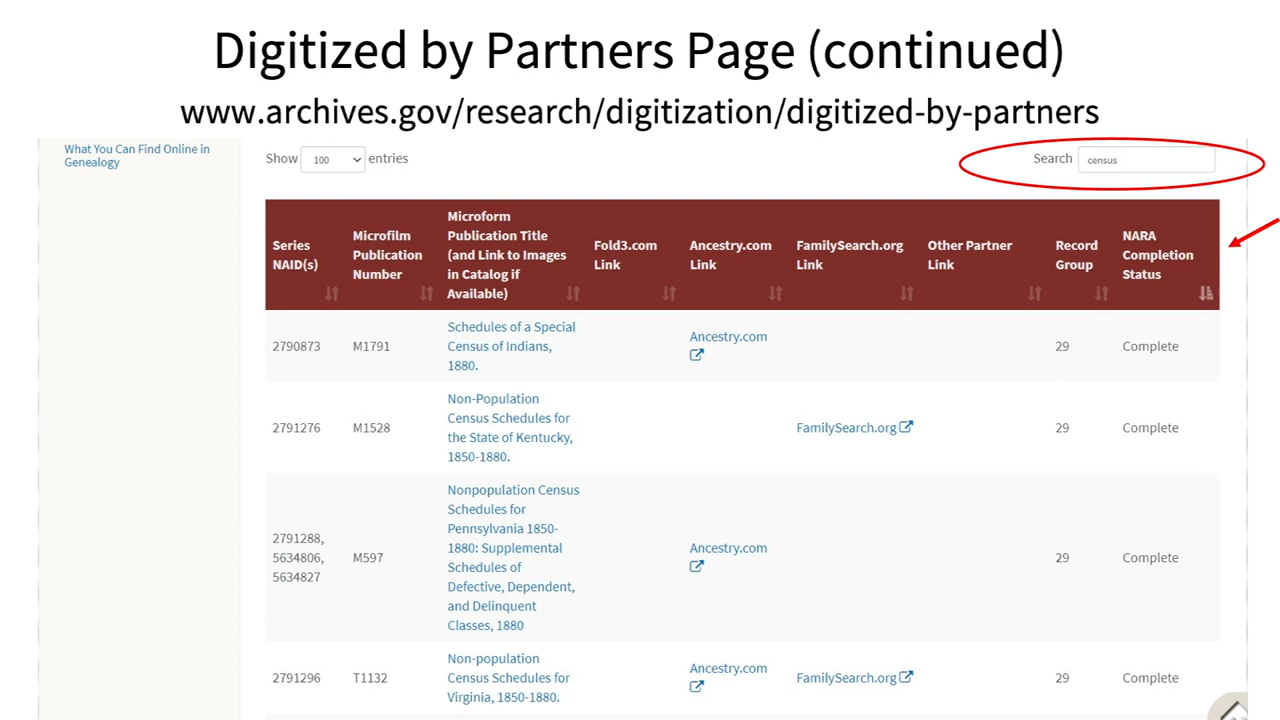 Digitized by Partners Page (continued)
www.archives.gov/research/digitization/digitized-by-partners
What You Can Find Online in
Genealogy
Show 100 entries
Search census
Series
NAID(s)
Microfilm
Publication
Number
Microform
Publication Title
(and Link to Images
in Catalog if
Available)
Fold3.com
Link
Ancestry.com
Link
FamilySearch.org
Link
Other Partner
Link
Record
Group
NARA
Completion
Status
2790873
M1791
Schedules of a Special
Census of Indians,
1880.
Ancestry.com
29
Complete
2791276
M1528
Non-Population
Census Schedules for
the State of Kentucky,
1850-1880.
FamilySearch.org
29
Complete
2791288,
5634806,
5634827
M597
Nonpopulation Census
Schedules for
Pennsylvania 1850-
1880: Supplemental
Schedules of
Defective, Dependent,
and Delinquent
Classes, 1880
Ancestry.com
29
Complete
2791296
T1132
Non-population
Census Schedules for
Virginia, 1850-1880.
Ancestry.com
FamilySearch.org
29
Complete